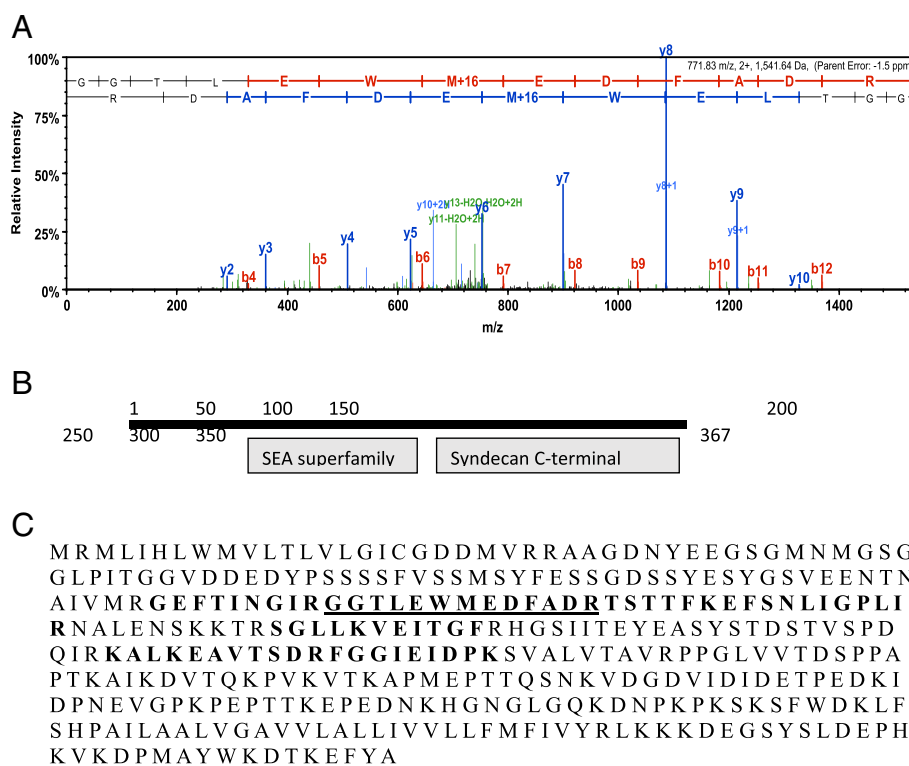 A
100%
75%
50%
25%
0%
Relative Intensity
771.83 m/z, 2+, 1,541.64 Da, (Parent Error: -1.5 ppm
G G T L E W M+16 E D F A D R
R D A F D E M+16 W E L T G G
y8
y7
y8+1
y9
y9+1
y10+2H
y13-H2O-H2O+2H
y11-H2O+2H
y6
y5
y4
y3
y2
b4
b5
b6
b7
b8
b9
b10
b11
y10
b12
0 200 400 600 800 1000 1200 1400
m/z
B
1 50 100 150 200
250 300 350 367
SEA superfamily
Syndecan C-terminal
C
M R M L I H L W M V L T L V L G I C G D D M V R R A A G D N Y E E G S G M N M G S G
G L P I T G G V D D E D Y P S S S S F V S S M S Y F E S S G D S S Y E S Y G S V E E N T N
A I V M R G E F T I N G I R G G T L E W M E D F A D R T S T T F K E F S N L I G P L I
R N A L E N S K K T R S G L L K V E I T G F R H G S I I T E Y E A S Y S T D S T V S P D
Q I R K A L K E A V T S D R F G G I E I D P K S V A L V T A V R P P G L V V T D S P P A
P T K A I K D V T Q K P V K V T K A P M E P T T Q S N K V D G D V I D I D E T P E D K I
D P N E V G P K P E P T T K E P E D N K H G N G L G Q K D N P K P K S K S F W D K L F
S H P A I L A A L V G A V V L A L L I V V L L F M F I V Y R L K K K D E G S Y S L D E P H
K V K D P M A Y W K D T K E F Y A